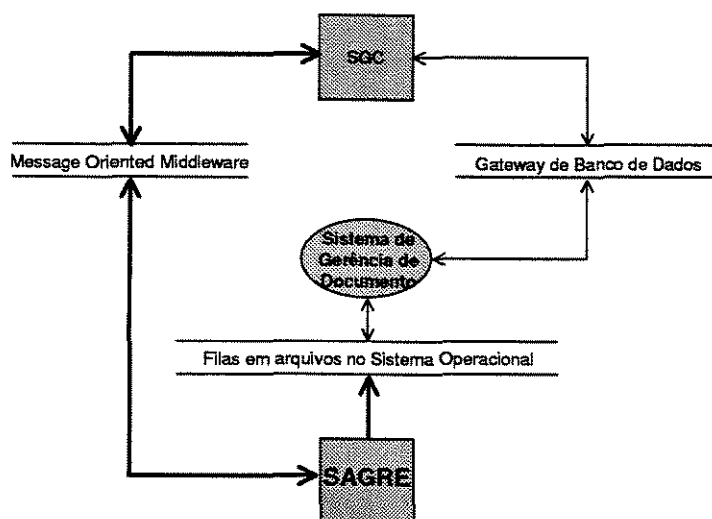 SGC
Message Oriented Middleware
Gateway de Banco de Dados
Sistema de
Gerência de
Documento
Filas em arquivos no Sistema Operacional
SAGRE